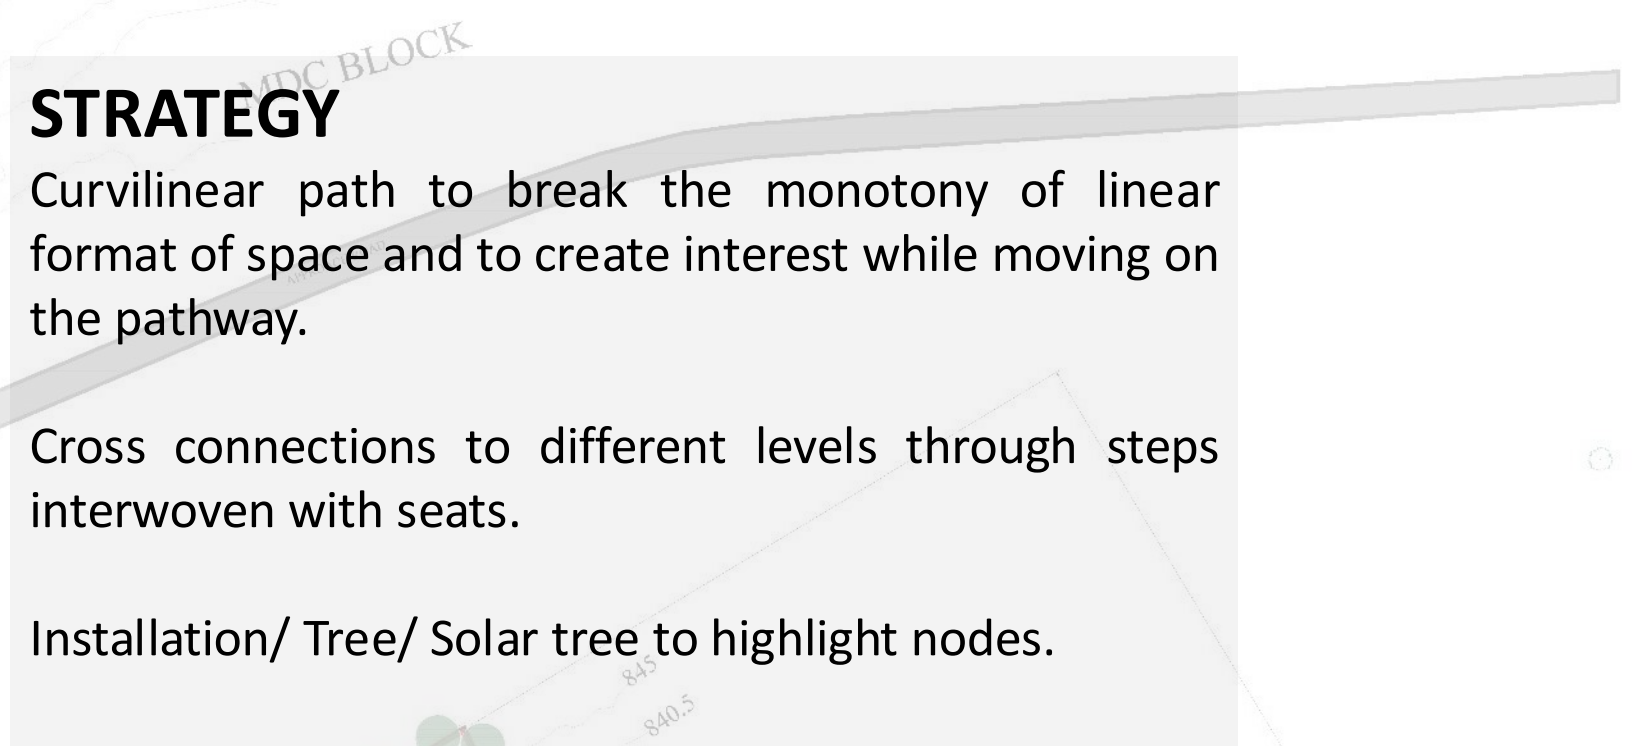 MDC BLOCK
STRATEGY
Curvilinear path to break the monotony of linear
format of space and to create interest while moving on
the pathway.
Cross connections to different levels through steps
interwoven with seats.
Installation/ Tree/ Solar tree to highlight nodes.
845
840.5